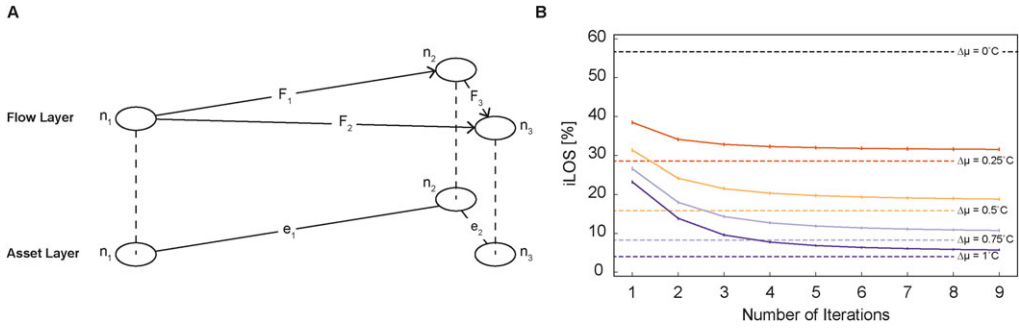 A
n₂
F₁
F₃
n₁
Flow Layer
F₂
n₃
n₂
e₁
e₂
n₁
Asset Layer
n₃
B
60
50
40
30
20
10
0
iLOS [%]
Δμ = 0˚C
Δμ = 0.25˚C
Δμ = 0.5˚C
Δμ = 0.75˚C
Δμ = 1˚C
1 2 3 4 5 6 7 8 9
Number of Iterations